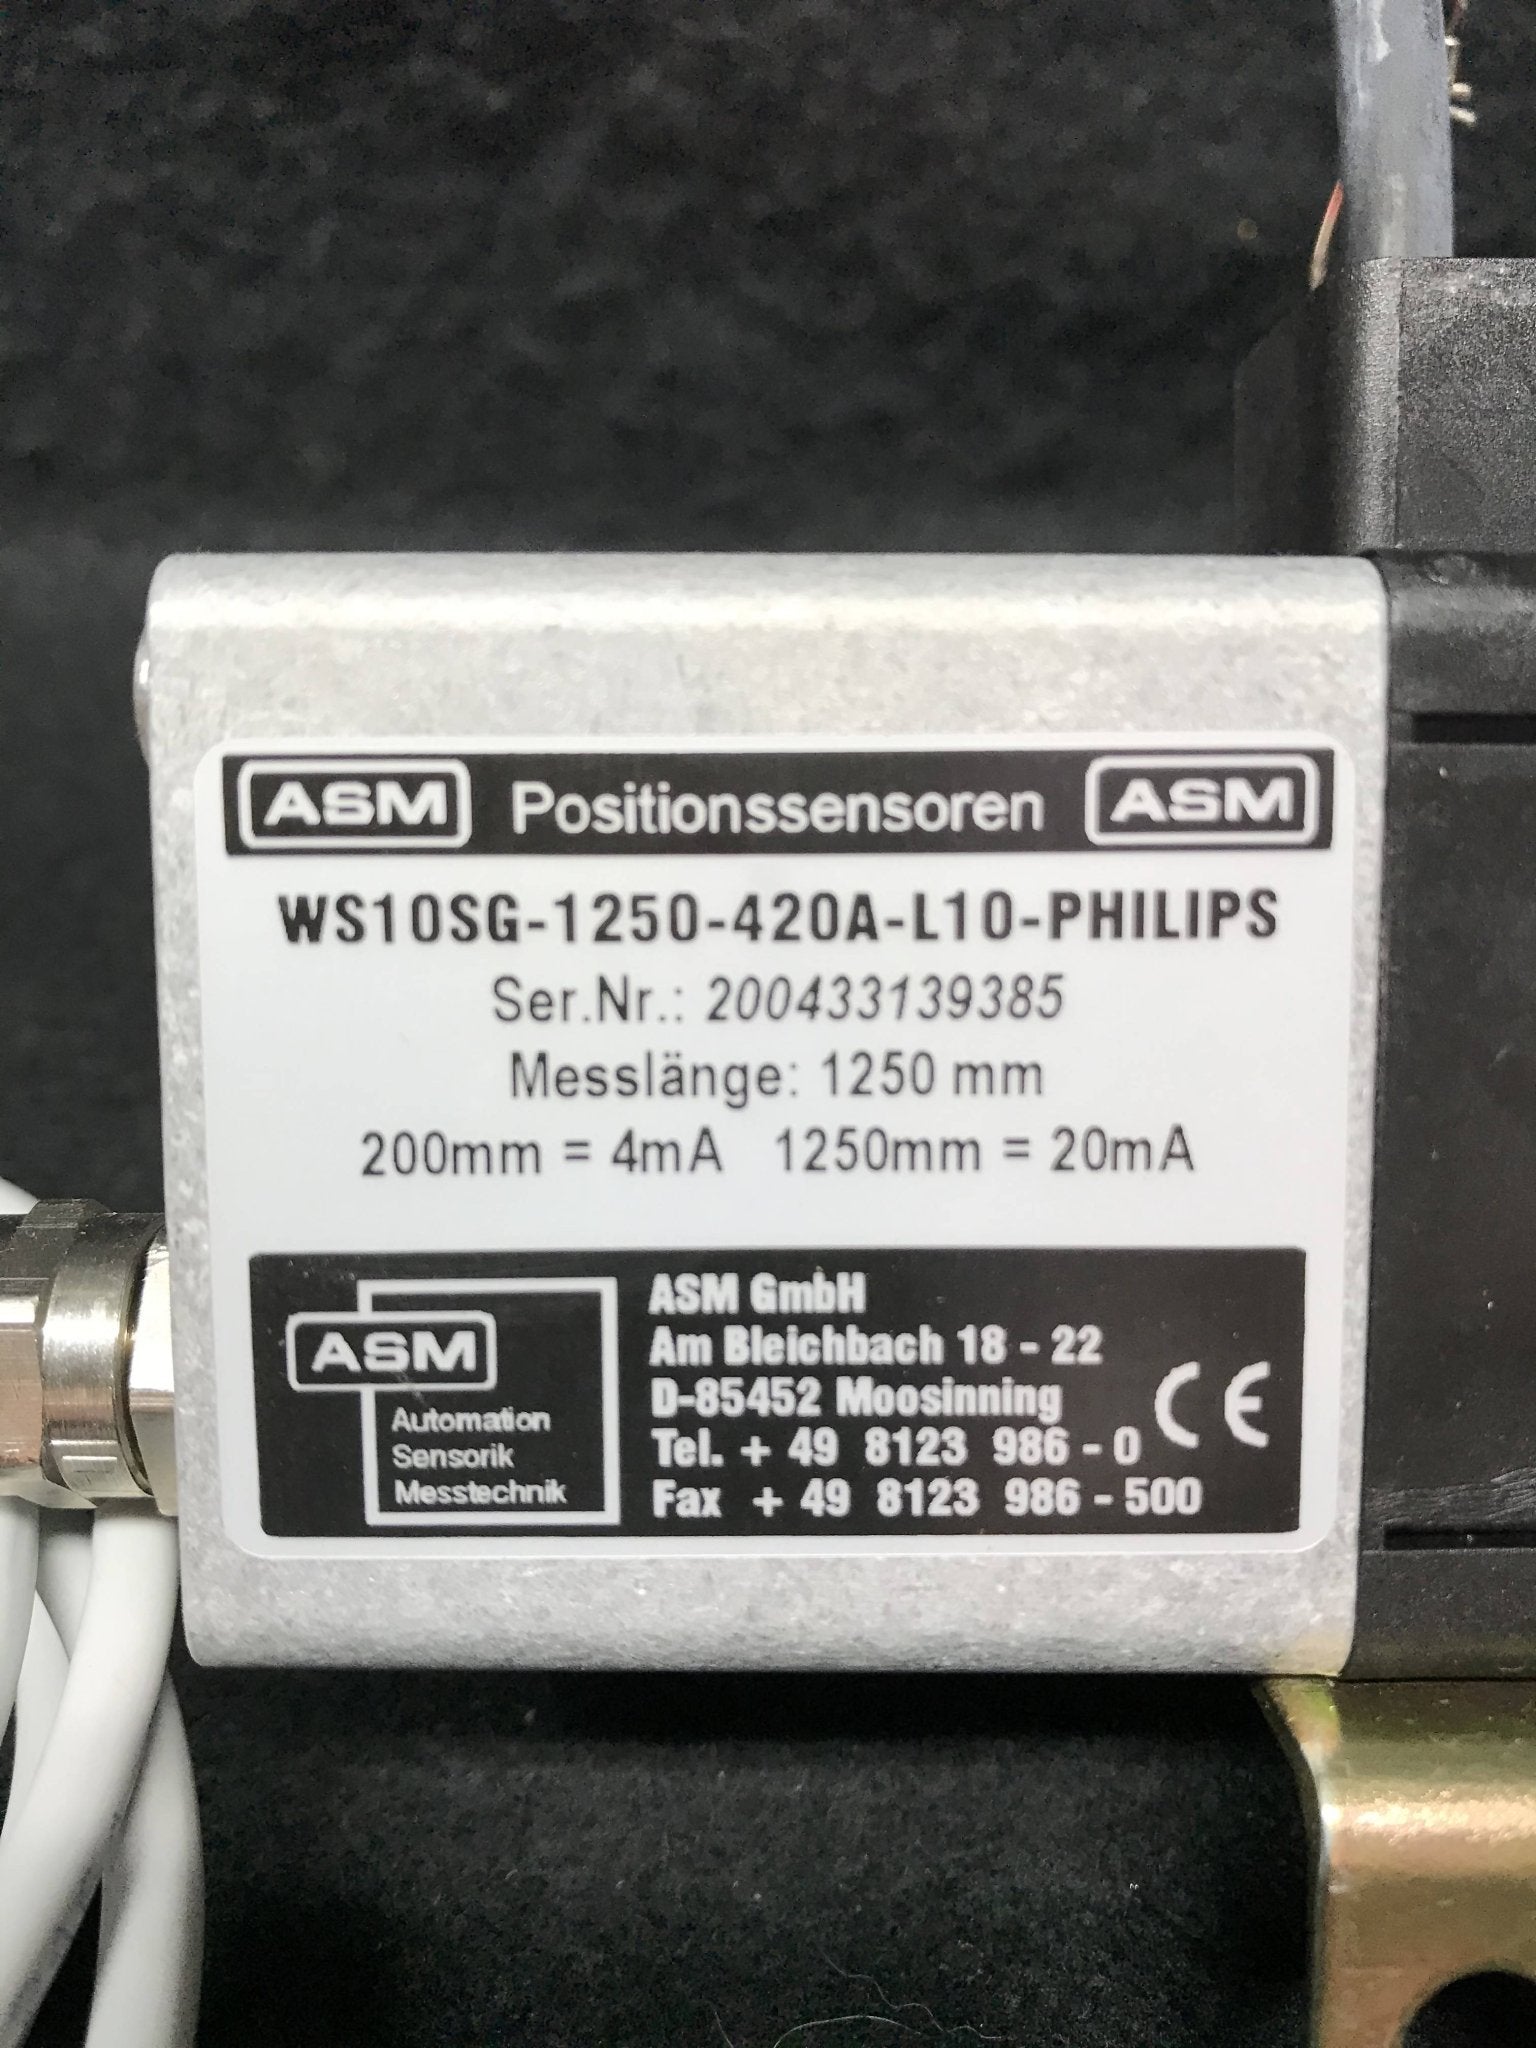 ASM Positionssensoren ASM
WS10SG-1250-420A-L10-PHILIPS
Ser.Nr.: 200433139385
Messlänge: 1250 mm
200mm = 4mA 1250mm = 20mA
ASM
Automation
Sensorik
Messtechnik
ASM GmbH
Am Bleichbach 18 - 22
D-85452 Moosinning
Tel. + 49 8123 986 - 0
Fax + 49 8123 986 - 500
CE